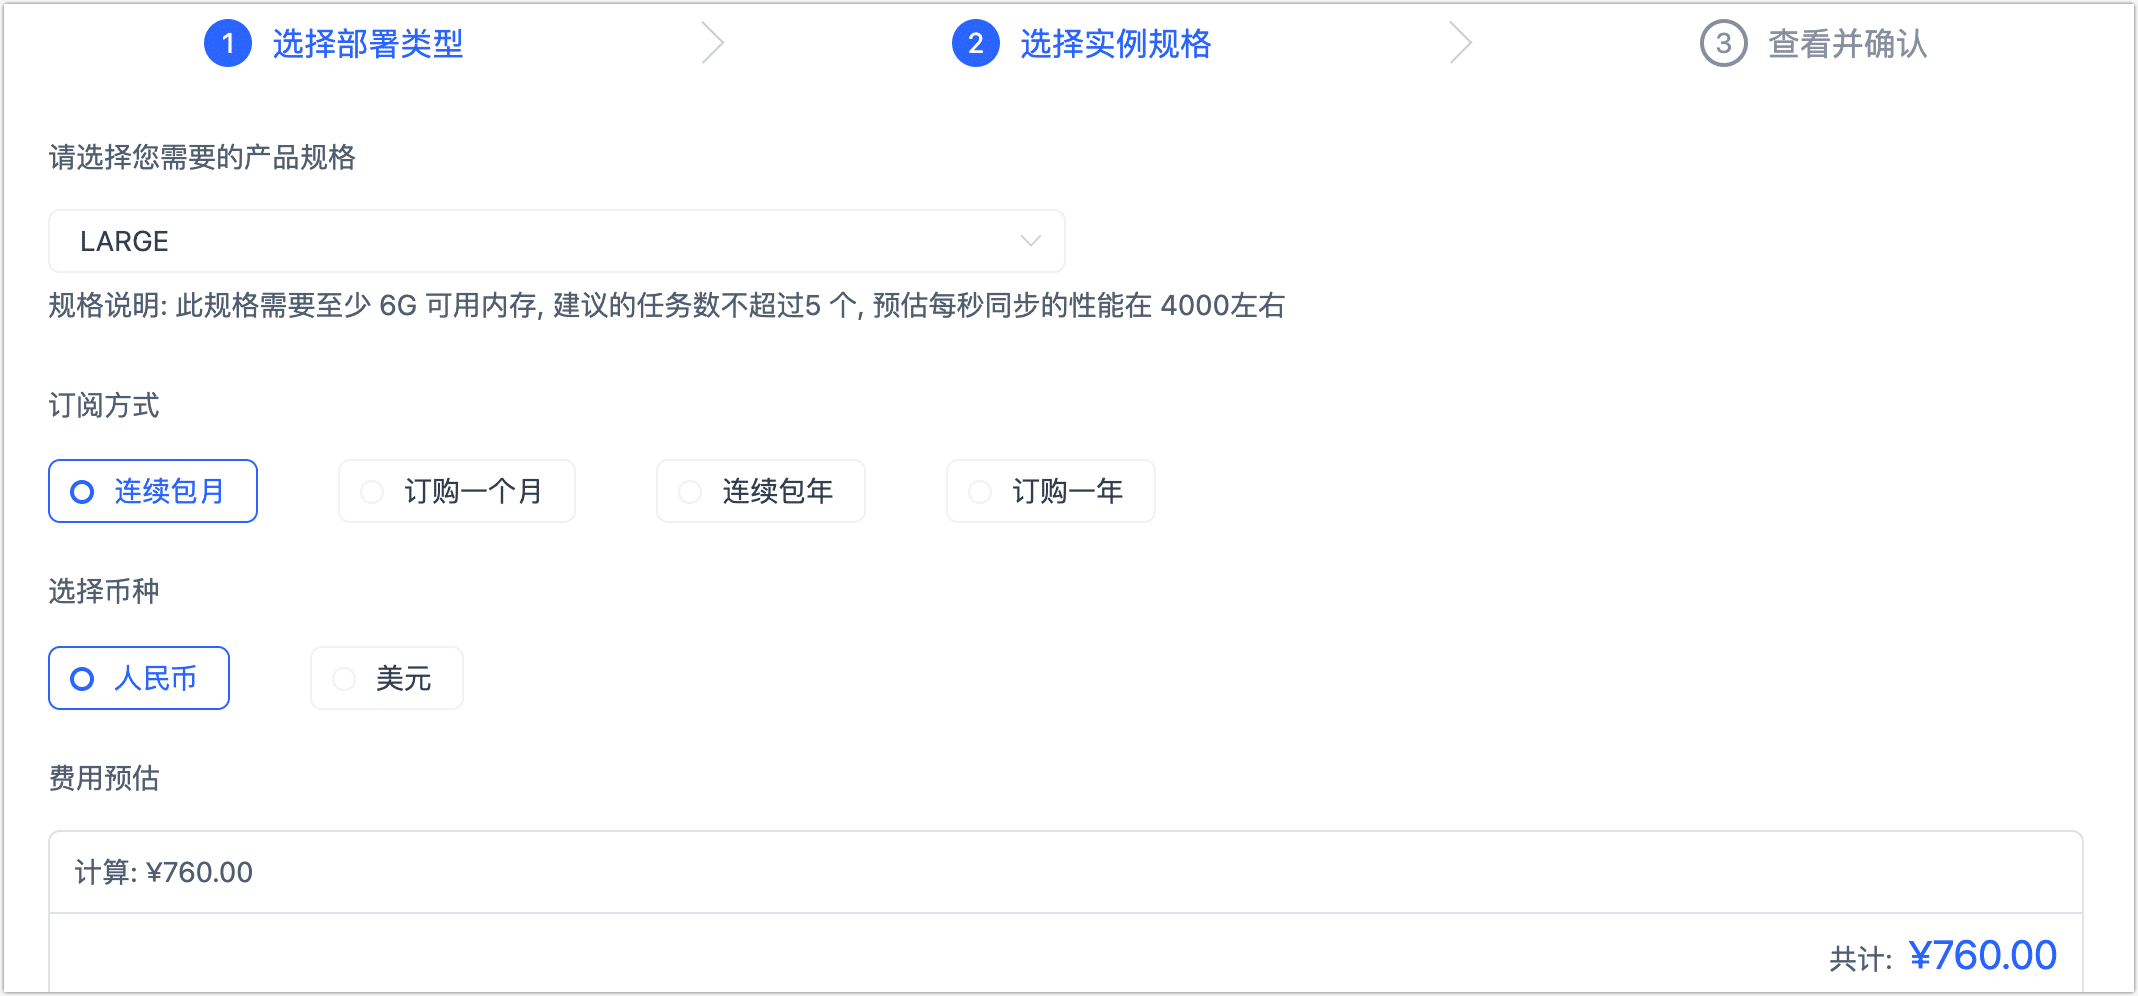 1 选择部署类型 2 选择实例规格 3 查看并确认
请选择您需要的产品规格
LARGE
规格说明: 此规格需要至少 6G 可用内存, 建议的任务数不超过5 个, 预估每秒同步的性能在 4000左右
订阅方式
连续包月 订购一个月 连续包年 订购一年
选择币种
人民币 美元
费用预估
计算: ¥760.00
共计: ¥760.00